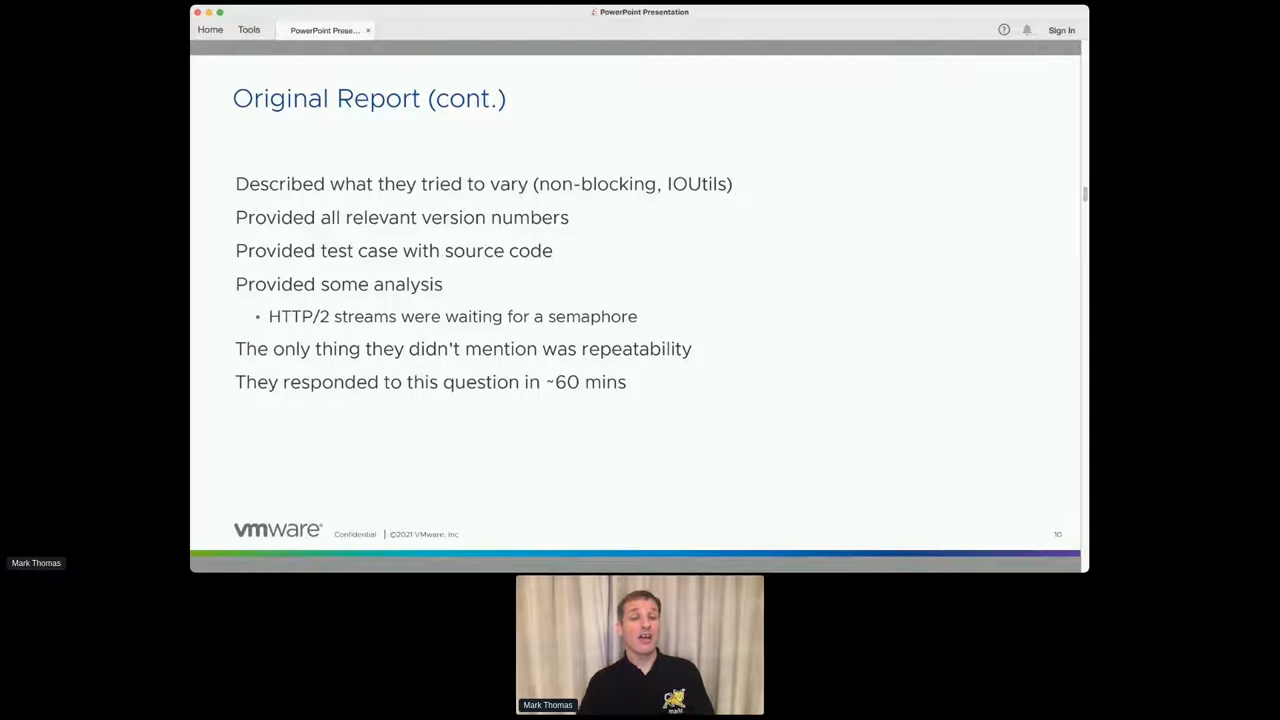 PowerPoint Presentation
Home
Tools
PowerPoint Prese...
×
?
Sign In
Original Report (cont.)
Described what they tried to vary (non-blocking, IOUtils)
Provided all relevant version numbers
Provided test case with source code
Provided some analysis
• HTTP/2 streams were waiting for a semaphore
The only thing they didn't mention was repeatability
They responded to this question in ~60 mins
vmware®
Confidential
©2021 VMware, Inc
10
Mark Thomas
markt
Mark Thomas